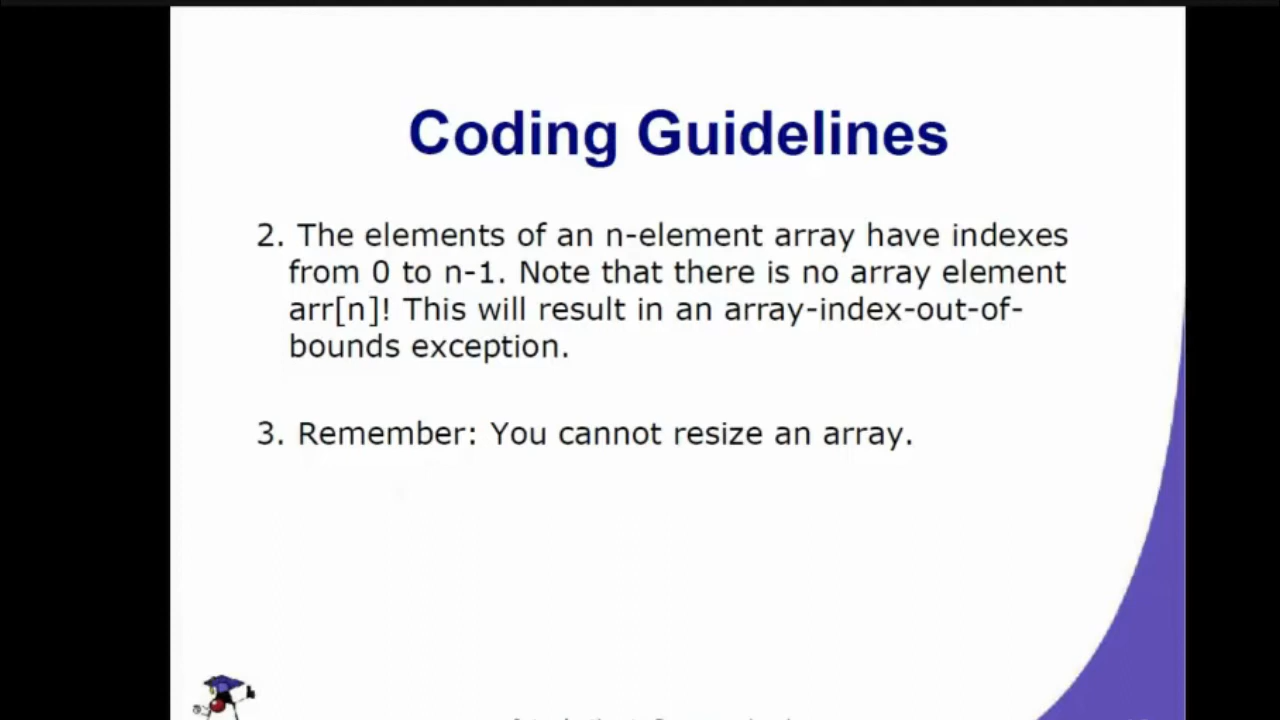 Coding Guidelines
2. The elements of an n-element array have indexes
from 0 to n-1. Note that there is no array element
arr[n]! This will result in an array-index-out-of-
bounds exception.
3. Remember: You cannot resize an array.